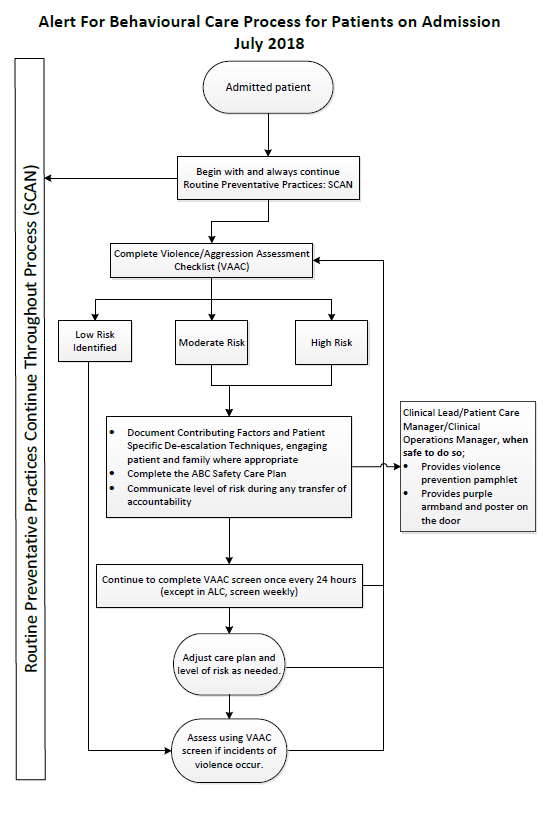 Alert For Behavioural Care Process for Patients on Admission
July 2018
Routine Preventative Practices Continue Throughout Process (SCAN)
Admitted patient
Begin with and always continue
Routine Preventative Practices: SCAN
Complete Violence/Aggression Assessment
Checklist (VAAC)
Low Risk
Identified
Moderate Risk
High Risk
• Document Contributing Factors and Patient
Specific De-escalation Techniques, engaging
patient and family where appropriate
• Complete the ABC Safety Care Plan
• Communicate level of risk during any transfer of
accountability
Clinical Lead/Patient Care
Manager/Clinical
Operations Manager, when
safe to do so;
• Provides violence
prevention pamphlet
• Provides purple
armband and poster on
the door
Continue to complete VAAC screen once every 24 hours
(except in ALC, screen weekly)
Adjust care plan and
level of risk as needed.
Assess using VAAC
screen if incidents of
violence occur.